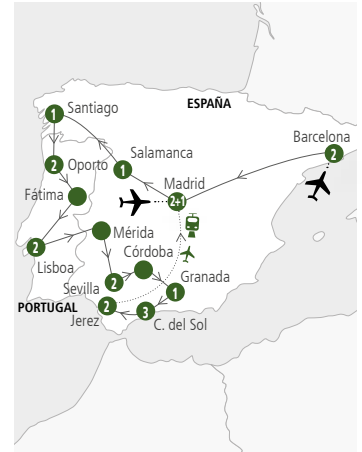 1 Santiago
ESPAÑA
Barcelona
2
2 Oporto
Salamanca
1
Madrid
2+1
Fátima
2
Lisboa
Mérida
Córdoba
Sevilla 2
Granada
1
PORTUGAL
2
Jerez
3
C. del Sol